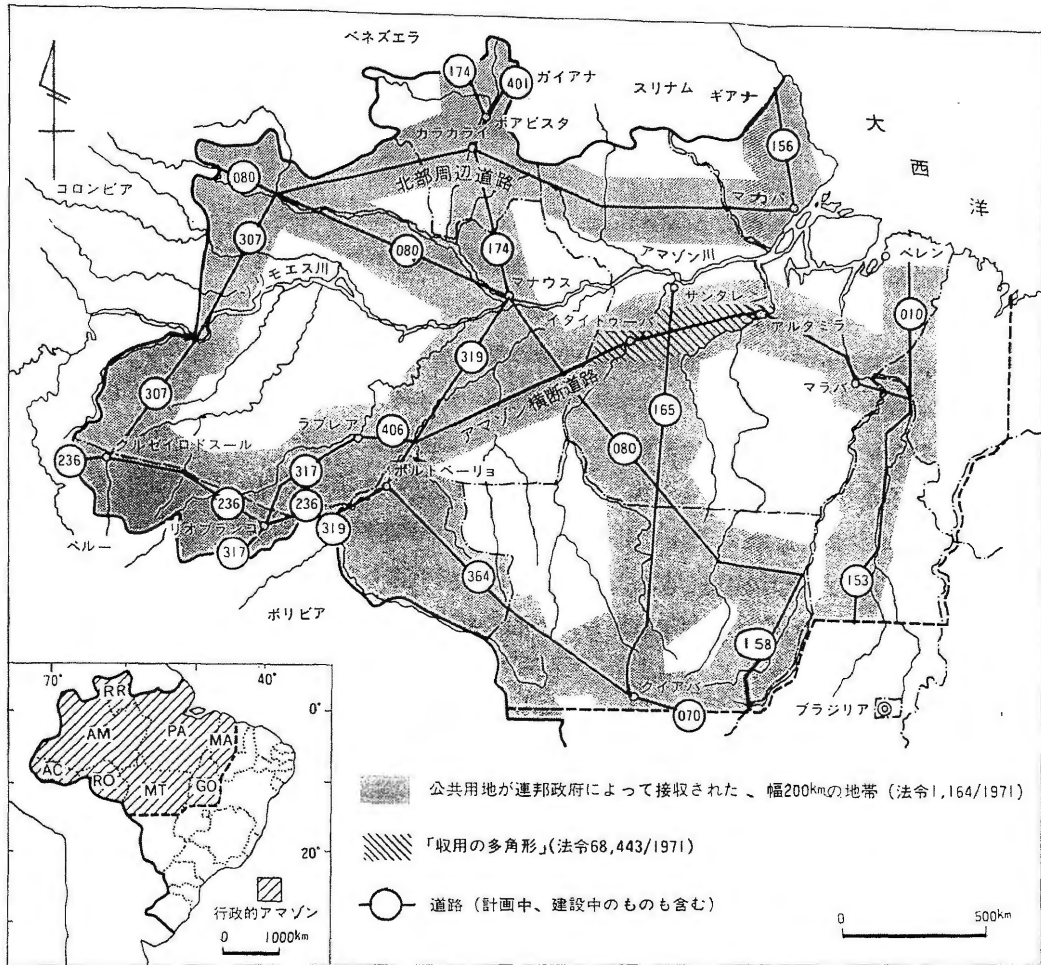 ベネズエラ
174
401
ガイアナ
スリナム
ギアナ
大西洋
ボアビスタ
カラカライ
156
080
コロンビア
北部周辺道路
マカパ
307
080
174
アマゾン川
ベレン
モエス川
マナウス
サンタレン
イタイトゥーバ
アルタミラ
010
319
307
マラバ
アマゾン横断道路
165
ラブレア
406
080
クルセイロドスール
236
317
ポルトベーリョ
236
236
リオブランコ
319
ペルー
317
364
153
ボリビア
158
クイアバ
070
ブラジリア
70°
40°
RR
0°
AM
PA
MA
AC
RO
MT
GO
20°
行政的アマゾン
0 1000km
公共用地が連邦政府によって接収された、幅200kmの地帯(法令1,164/1971)
「収用の多角形」(法令68,443/1971)
道路(計画中、建設中のものも含む)
0 500km